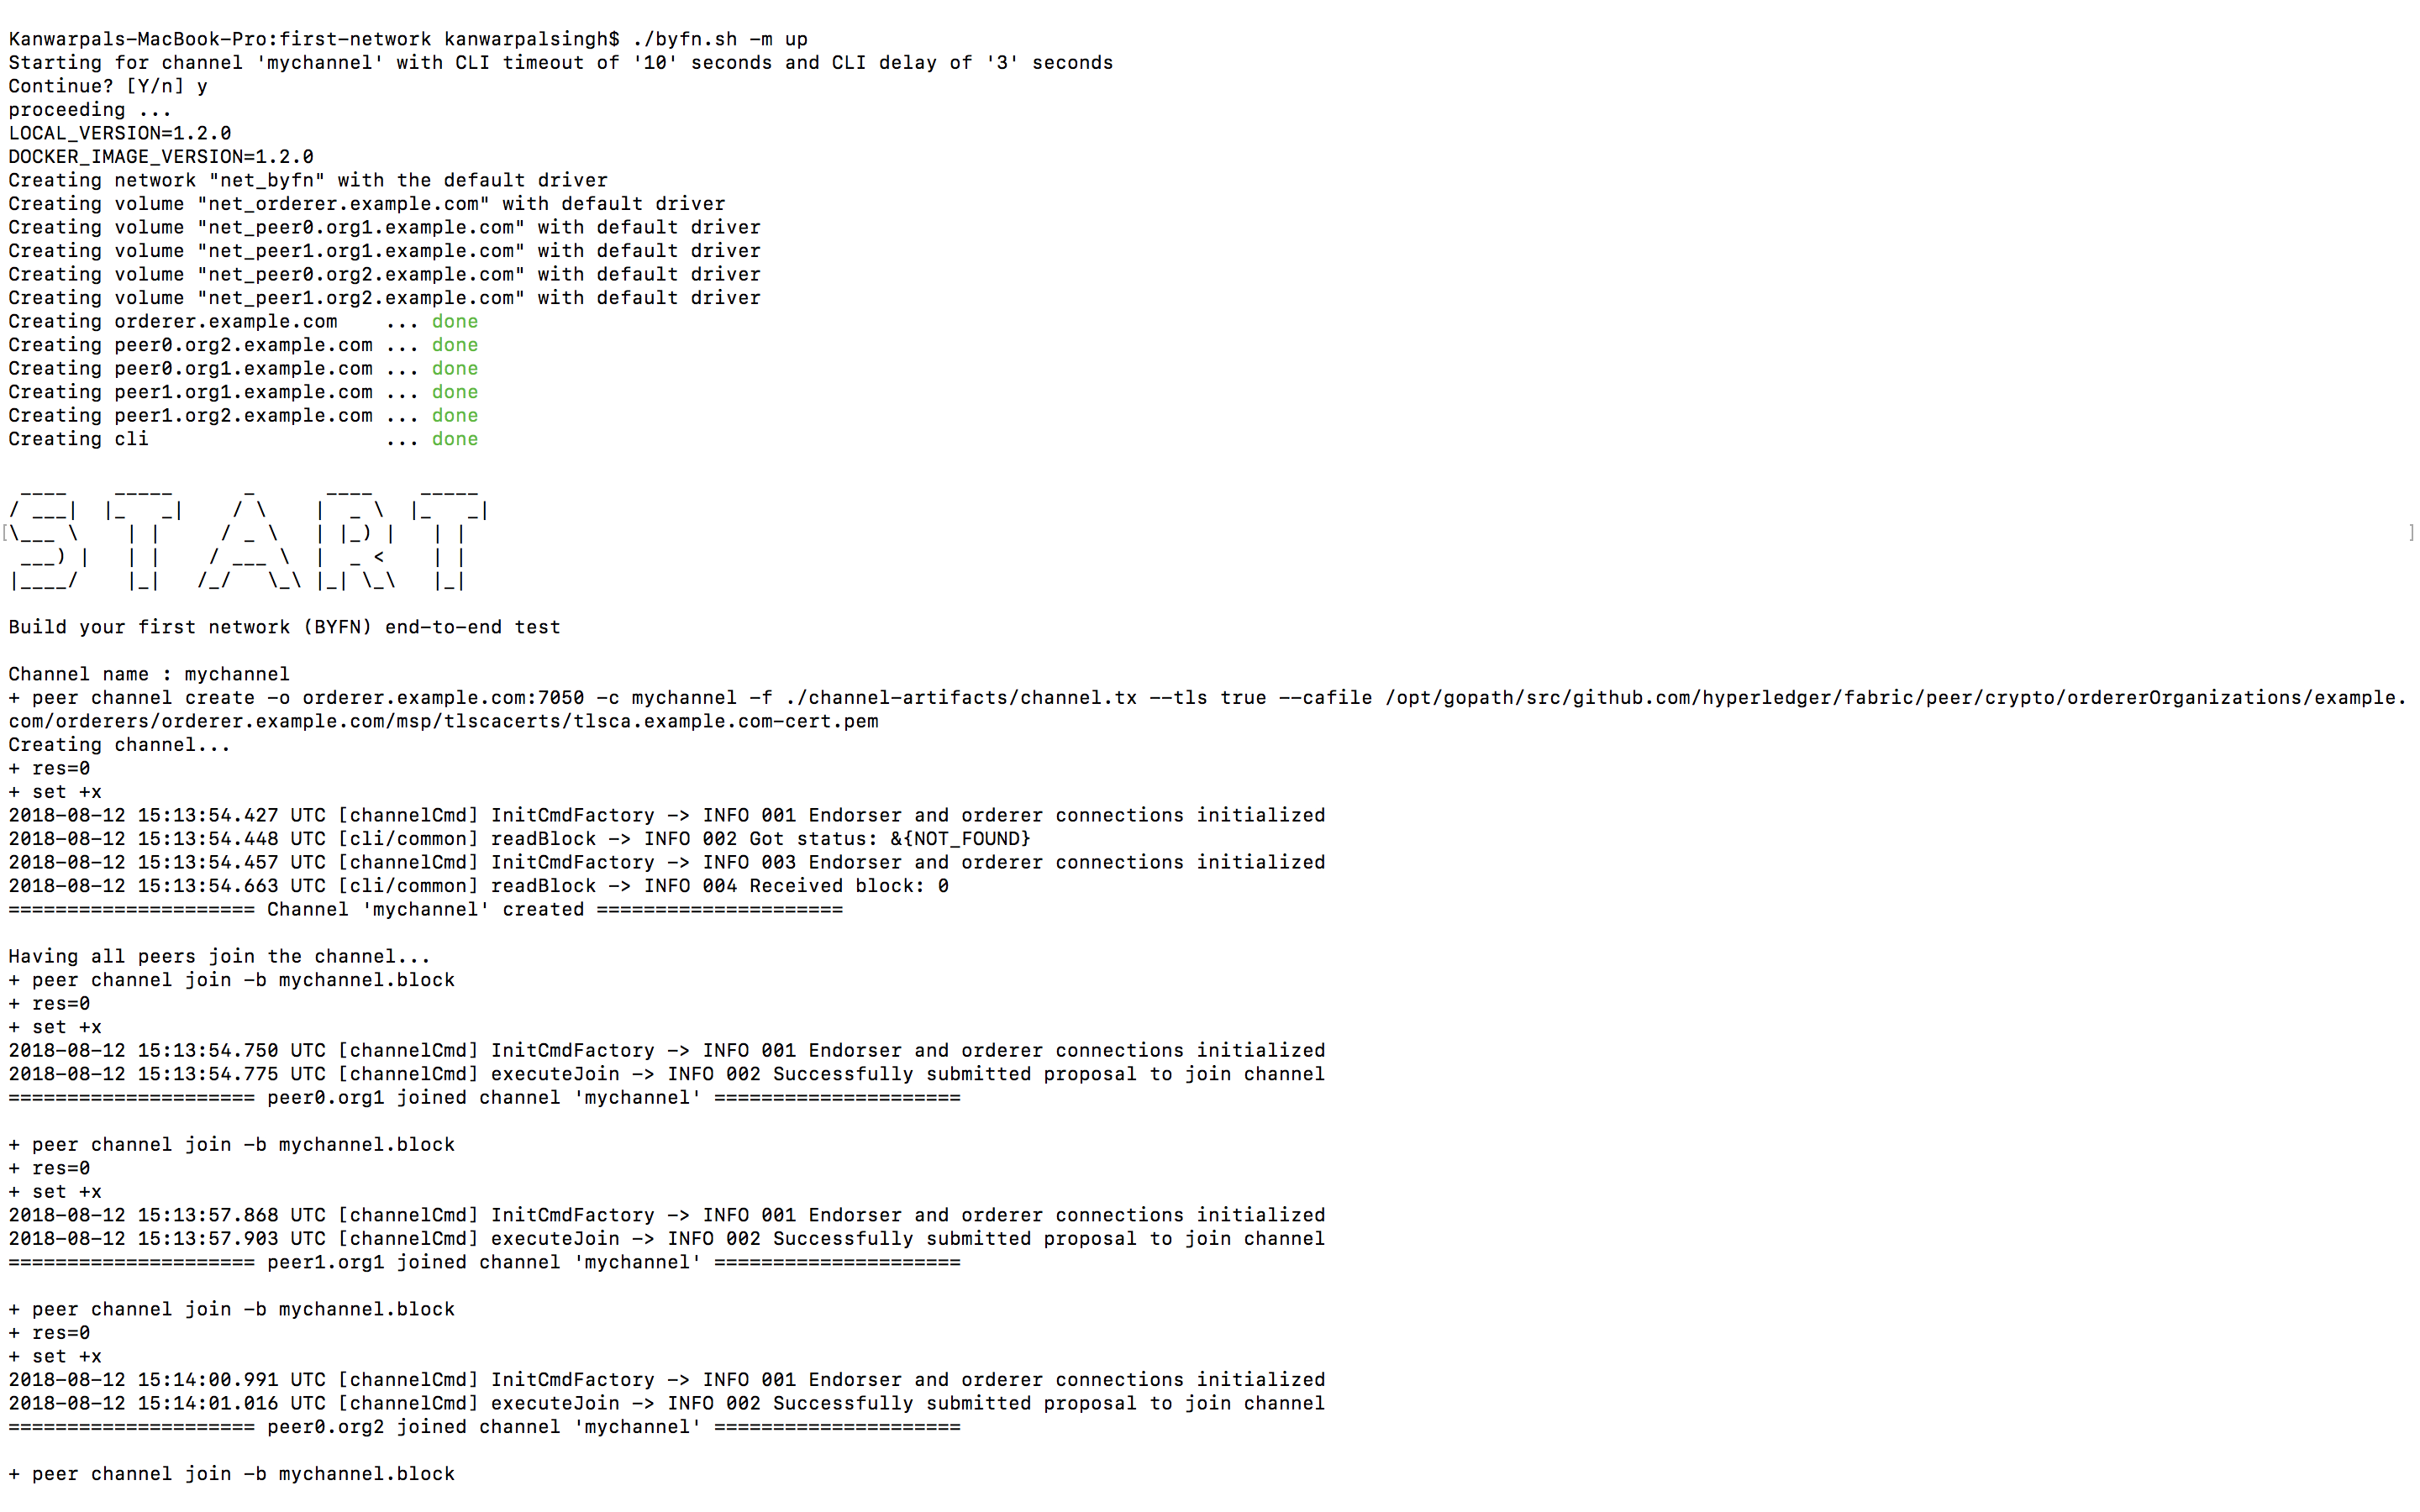 Kanwarpals-MacBook-Pro:first-network kanwarpalsingh$ ./byfn.sh -m up
Starting for channel 'mychannel' with CLI timeout of '10' seconds and CLI delay of '3' seconds
Continue? [Y/n] y
proceeding ...
LOCAL_VERSION=1.2.0
DOCKER_IMAGE_VERSION=1.2.0
Creating network "net_byfn" with the default driver
Creating volume "net_orderer.example.com" with default driver
Creating volume "net_peer0.org1.example.com" with default driver
Creating volume "net_peer1.org1.example.com" with default driver
Creating volume "net_peer0.org2.example.com" with default driver
Creating volume "net_peer1.org2.example.com" with default driver
Creating orderer.example.com    ... done
Creating peer0.org2.example.com ... done
Creating peer0.org1.example.com ... done
Creating peer1.org1.example.com ... done
Creating peer1.org2.example.com ... done
Creating cli                    ... done
START
Build your first network (BYFN) end-to-end test
Channel name : mychannel
+ peer channel create -o orderer.example.com:7050 -c mychannel -f ./channel-artifacts/channel.tx --tls true --cafile /opt/gopath/src/github.com/hyperledger/fabric/peer/crypto/ordererOrganizations/example.
com/orderers/orderer.example.com/msp/tlscacerts/tlsca.example.com-cert.pem
Creating channel...
+ res=0
+ set +x
2018-08-12 15:13:54.427 UTC [channelCmd] InitCmdFactory -> INFO 001 Endorser and orderer connections initialized
2018-08-12 15:13:54.448 UTC [cli/common] readBlock -> INFO 002 Got status: &{NOT_FOUND}
2018-08-12 15:13:54.457 UTC [channelCmd] InitCmdFactory -> INFO 003 Endorser and orderer connections initialized
2018-08-12 15:13:54.663 UTC [cli/common] readBlock -> INFO 004 Received block: 0
===================== Channel 'mychannel' created =====================
Having all peers join the channel...
+ peer channel join -b mychannel.block
+ res=0
+ set +x
2018-08-12 15:13:54.750 UTC [channelCmd] InitCmdFactory -> INFO 001 Endorser and orderer connections initialized
2018-08-12 15:13:54.775 UTC [channelCmd] executeJoin -> INFO 002 Successfully submitted proposal to join channel
===================== peer0.org1 joined channel 'mychannel' =====================
+ peer channel join -b mychannel.block
+ res=0
+ set +x
2018-08-12 15:13:57.868 UTC [channelCmd] InitCmdFactory -> INFO 001 Endorser and orderer connections initialized
2018-08-12 15:13:57.903 UTC [channelCmd] executeJoin -> INFO 002 Successfully submitted proposal to join channel
===================== peer1.org1 joined channel 'mychannel' =====================
+ peer channel join -b mychannel.block
+ res=0
+ set +x
2018-08-12 15:14:00.991 UTC [channelCmd] InitCmdFactory -> INFO 001 Endorser and orderer connections initialized
2018-08-12 15:14:01.016 UTC [channelCmd] executeJoin -> INFO 002 Successfully submitted proposal to join channel
===================== peer0.org2 joined channel 'mychannel' =====================
+ peer channel join -b mychannel.block